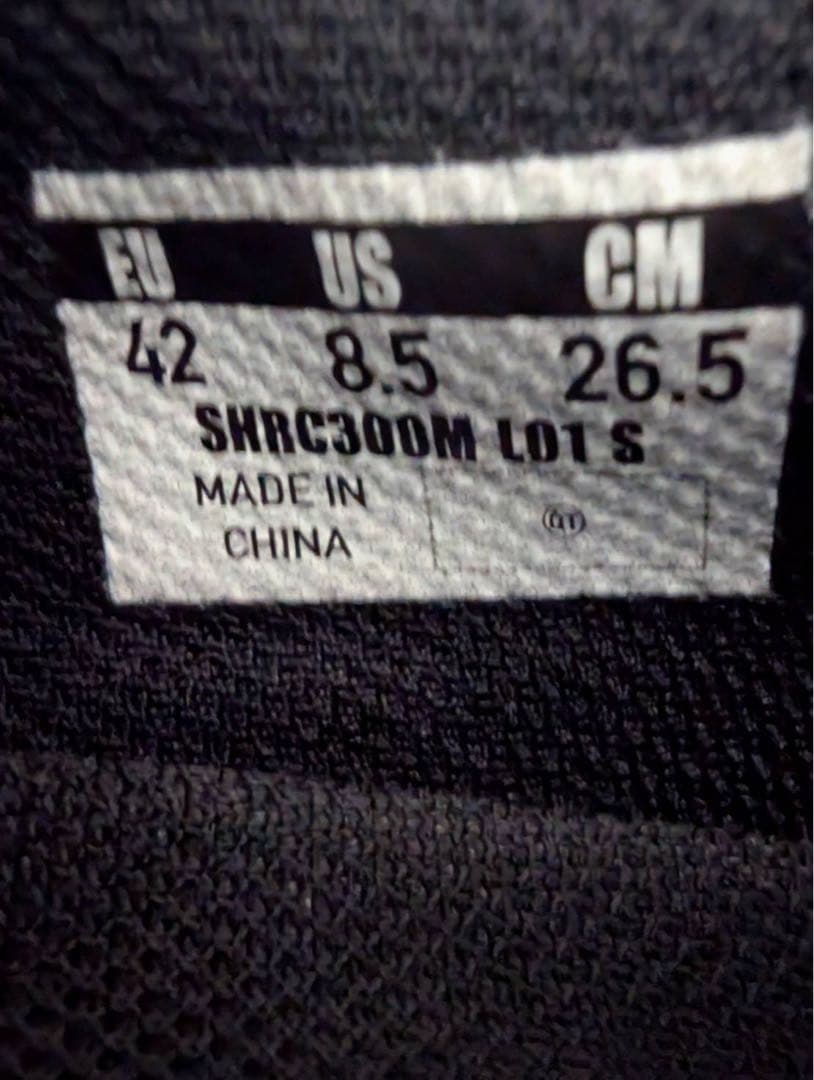 EU US CM
42 8.5 26.5
SHRC300M L01 S
MADE IN
CHINA